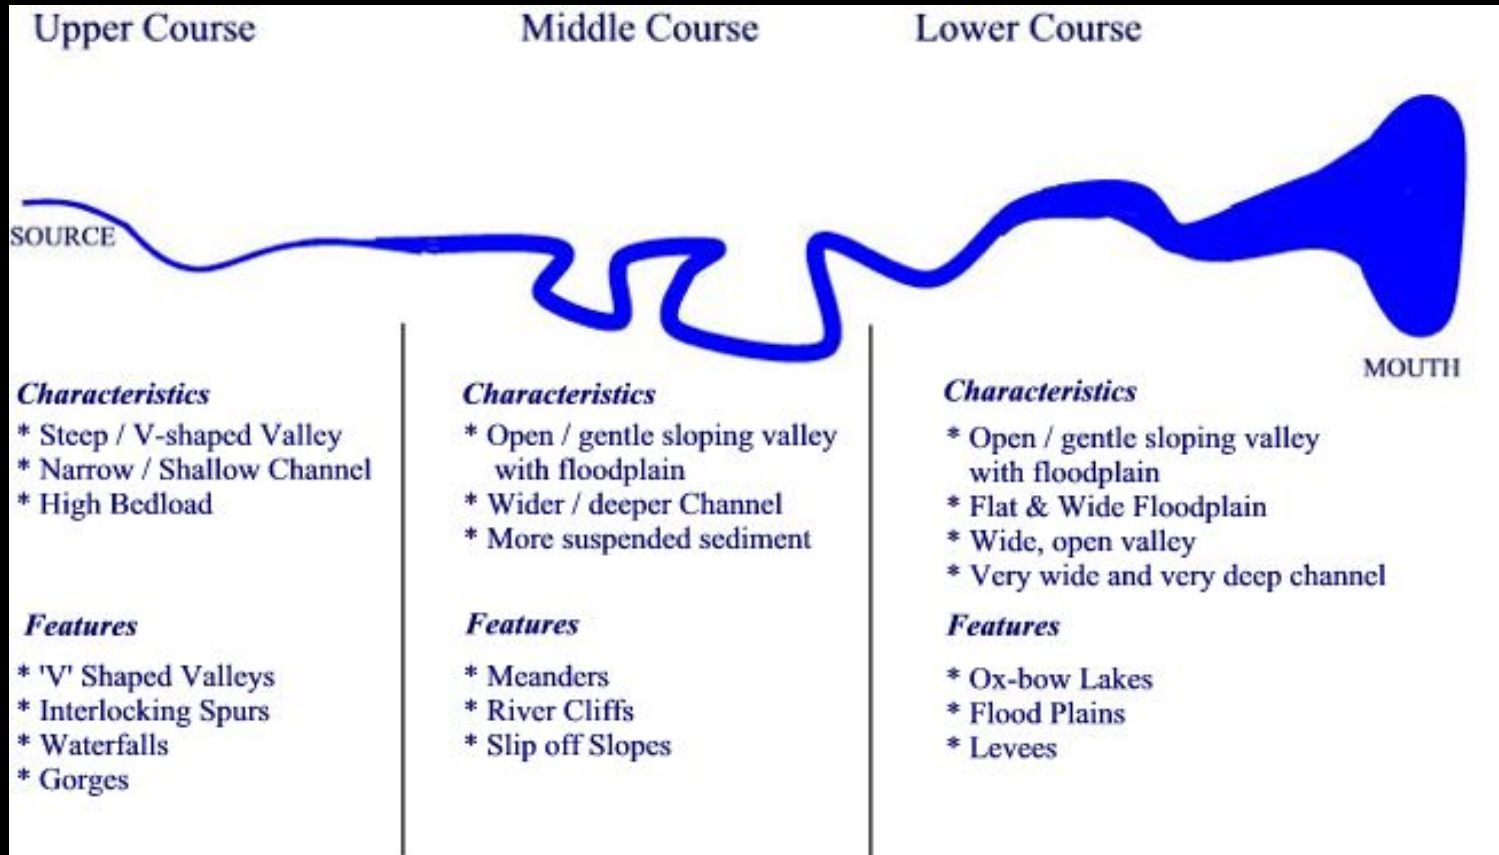 Upper Course
Middle Course
Lower Course
SOURCE
MOUTH
Characteristics
* Steep / V-shaped Valley
* Narrow / Shallow Channel
* High Bedload
Features
* 'V' Shaped Valleys
* Interlocking Spurs
* Waterfalls
* Gorges
Characteristics
* Open / gentle sloping valley
with floodplain
* Wider / deeper Channel
* More suspended sediment
Features
* Meanders
* River Cliffs
* Slip off Slopes
Characteristics
* Open / gentle sloping valley
with floodplain
* Flat & Wide Floodplain
* Wide, open valley
* Very wide and very deep channel
Features
* Ox-bow Lakes
* Flood Plains
* Levees